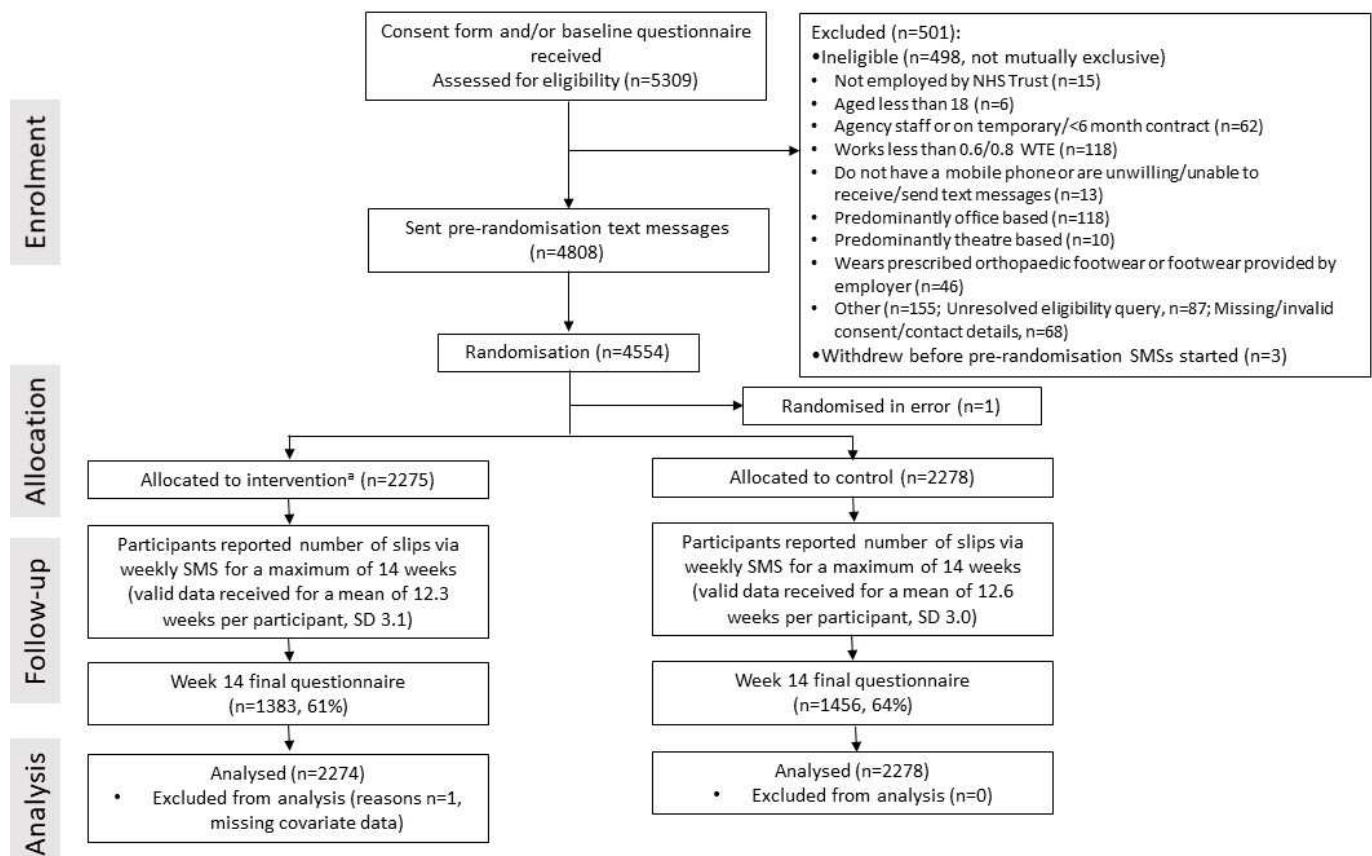 Consent form and/or baseline questionnaire
received
Assessed for eligibility (n=5309)
Excluded (n=501):
•Ineligible (n=498, not mutually exclusive)
• Not employed by NHS Trust (n=15)
• Aged less than 18 (n=6)
• Agency staff or on temporary/<6 month contract (n=62)
• Works less than 0.6/0.8 WTE (n=118)
• Do not have a mobile phone or are unwilling/unable to
receive/send text messages (n=13)
• Predominantly office based (n=118)
• Predominantly theatre based (n=10)
• Wears prescribed orthopaedic footwear or footwear provided by
employer (n=46)
• Other (n=155; Unresolved eligibility query, n=87; Missing/invalid
consent/contact details, n=68)
•Withdrew before pre-randomisation SMSs started (n=3)
Enrolment
Sent pre-randomisation text messages
(n=4808)
Randomisation (n=4554)
Randomised in error (n=1)
Allocation
Allocated to interventionᵃ (n=2275)
Allocated to control (n=2278)
Follow-up
Participants reported number of slips via
weekly SMS for a maximum of 14 weeks
(valid data received for a mean of 12.3
weeks per participant, SD 3.1)
Participants reported number of slips via
weekly SMS for a maximum of 14 weeks
(valid data received for a mean of 12.6
weeks per participant, SD 3.0)
Week 14 final questionnaire
(n=1383, 61%)
Week 14 final questionnaire
(n=1456, 64%)
Analysis
Analysed (n=2274)
• Excluded from analysis (reasons n=1,
missing covariate data)
Analysed (n=2278)
• Excluded from analysis (n=0)